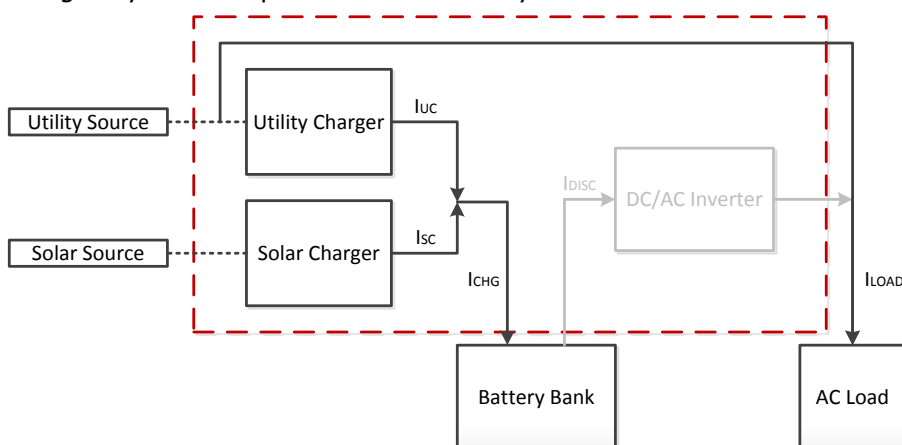 Utility Source
Utility Charger
IUC
IDISC
DC/AC Inverter
Solar Source
Solar Charger
ISC
ICHG
ILOAD
Battery Bank
AC Load